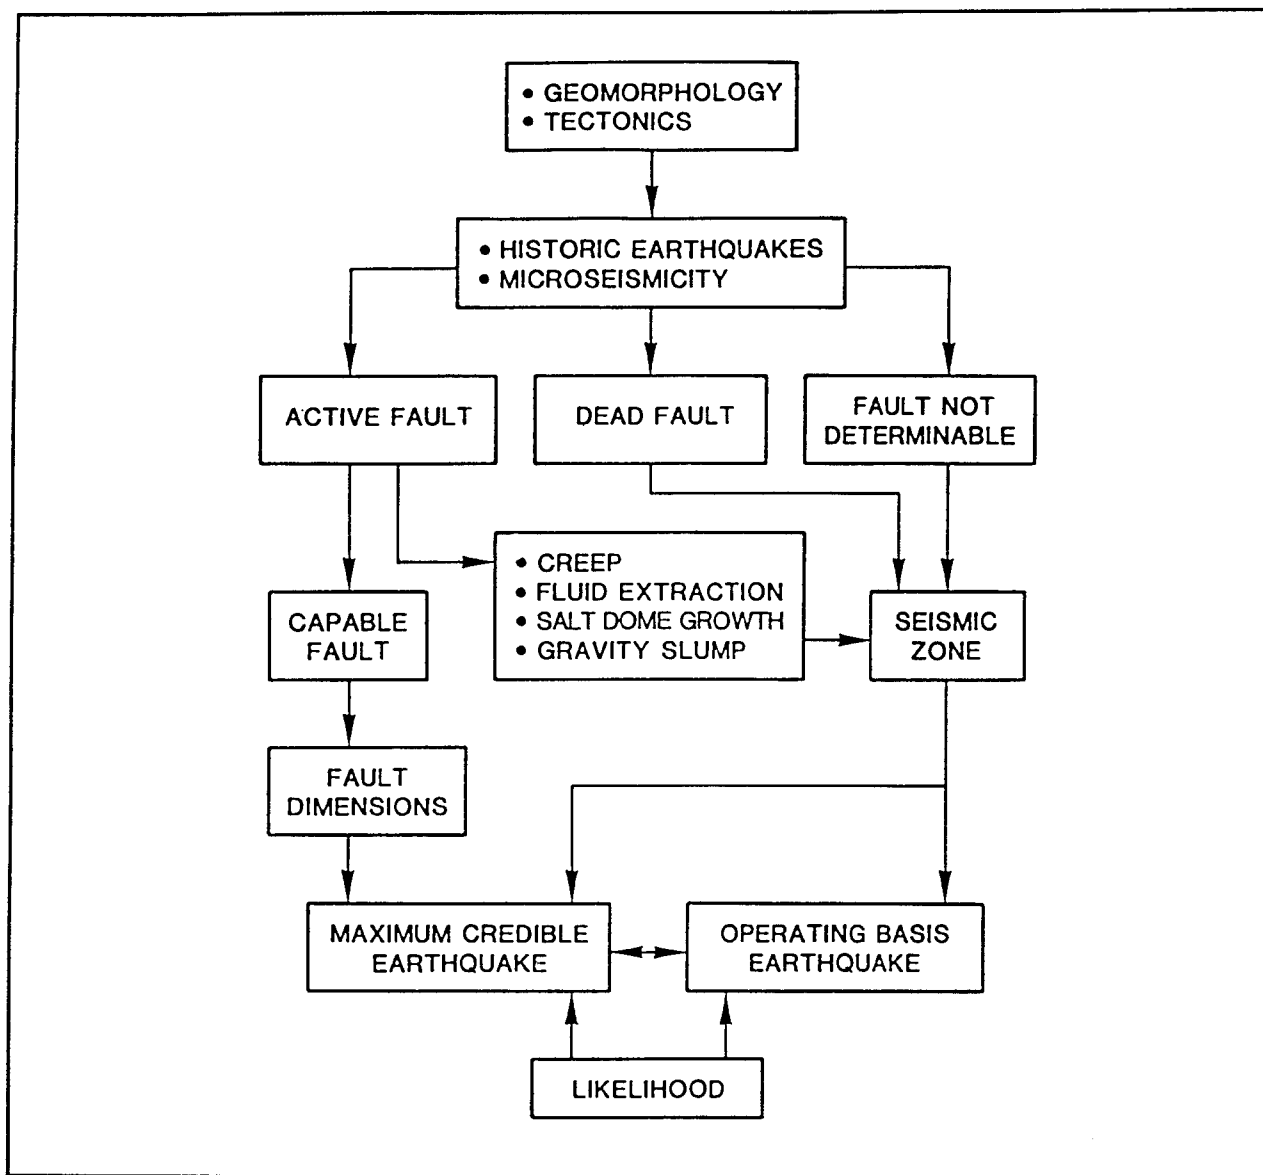 • GEOMORPHOLOGY
• TECTONICS
• HISTORIC EARTHQUAKES
• MICROSEISMICITY
ACTIVE FAULT
DEAD FAULT
FAULT NOT
DETERMINABLE
• CREEP
• FLUID EXTRACTION
• SALT DOME GROWTH
• GRAVITY SLUMP
CAPABLE
FAULT
SEISMIC
ZONE
FAULT
DIMENSIONS
MAXIMUM CREDIBLE
EARTHQUAKE
OPERATING BASIS
EARTHQUAKE
LIKELIHOOD